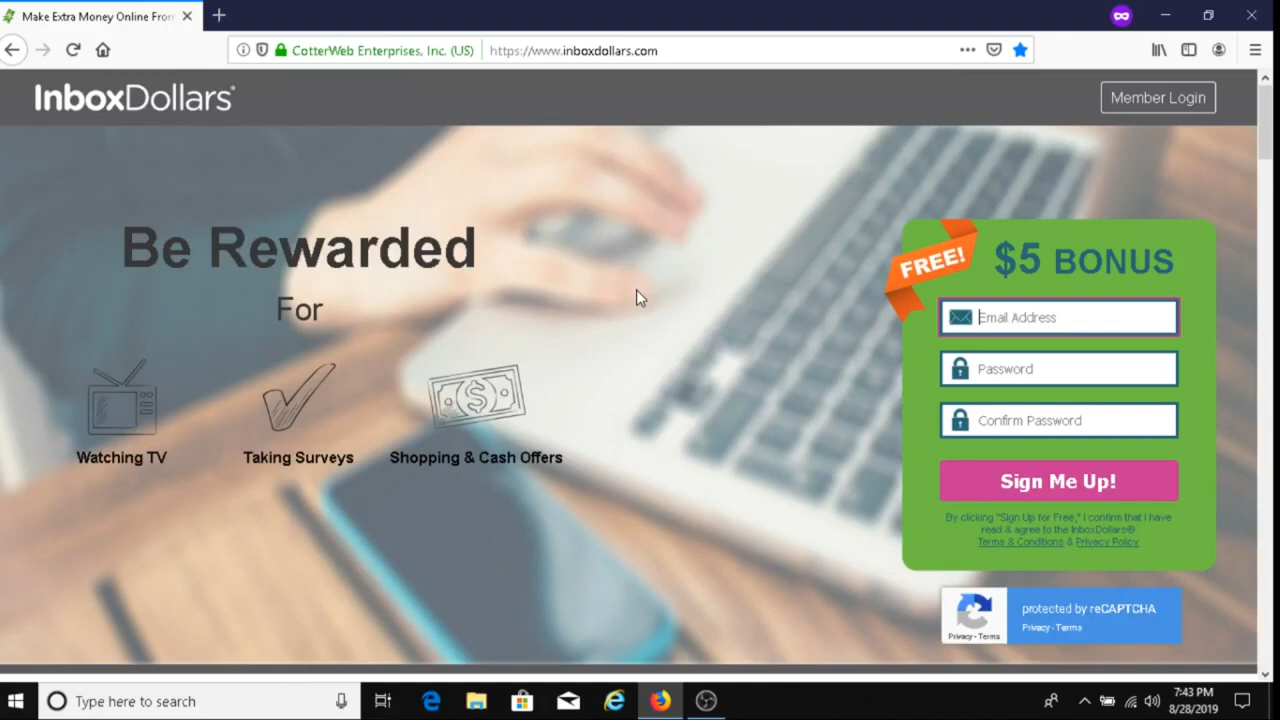 Make Extra Money Online From
CotterWeb Enterprises, Inc. (US)
https://www.inboxdollars.com
InboxDollars®
Member Login
Be Rewarded
For
Watching TV
Taking Surveys
Shopping & Cash Offers
FREE!
$5 BONUS
Email Address
Password
Confirm Password
Sign Me Up!
By clicking "Sign Up for Free," I confirm that I have
read & agree to the InboxDollars®
Terms & Conditions & Privacy Policy
protected by reCAPTCHA
Privacy - Terms
Privacy - Terms
Type here to search
7:43 PM
8/28/2019